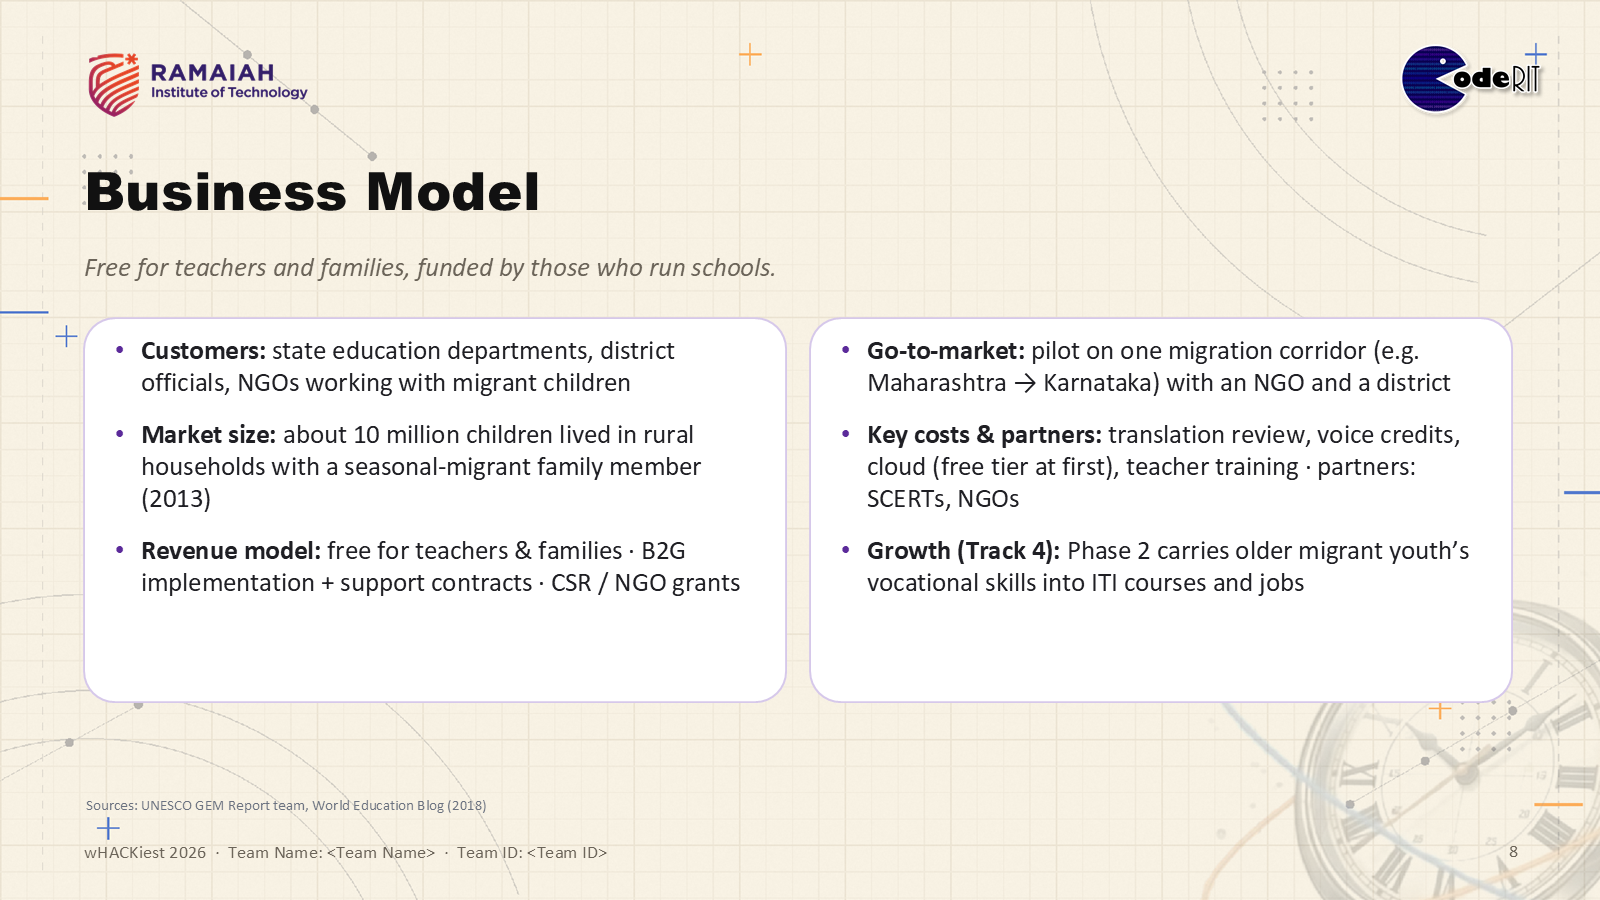 RAMAIAH
Institute of Technology
odeRIT
Business Model
Free for teachers and families, funded by those who run schools.
• Customers: state education departments, district
officials, NGOs working with migrant children
• Market size: about 10 million children lived in rural
households with a seasonal-migrant family member
(2013)
• Revenue model: free for teachers & families · B2G
implementation + support contracts · CSR / NGO grants
• Go-to-market: pilot on one migration corridor (e.g.
Maharashtra → Karnataka) with an NGO and a district
• Key costs & partners: translation review, voice credits,
cloud (free tier at first), teacher training · partners:
SCERTs, NGOs
• Growth (Track 4): Phase 2 carries older migrant youth’s
vocational skills into ITI courses and jobs
Sources: UNESCO GEM Report team, World Education Blog (2018)
wHACKiest 2026 · Team Name: <Team Name> · Team ID: <Team ID>
8